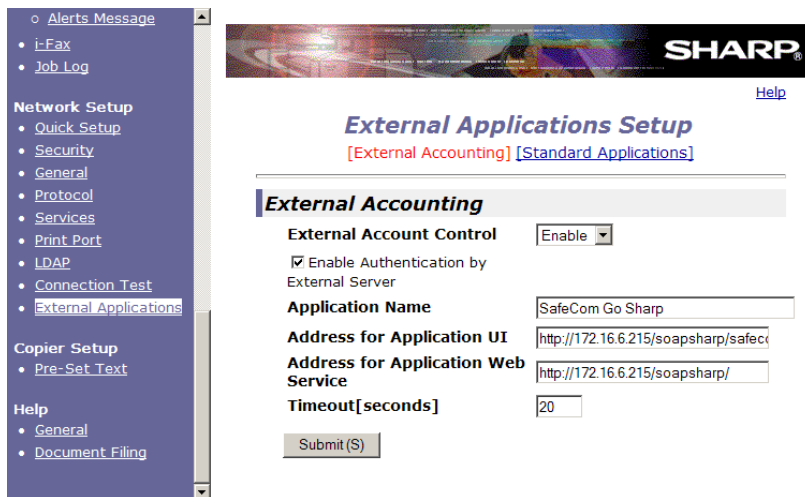 Alerts Message
i-Fax
Job Log
Network Setup
Quick Setup
Security
General
Protocol
Services
Print Port
LDAP
Connection Test
External Applications
Copier Setup
Pre-Set Text
Help
General
Document Filing
SHARP®
Help
External Applications Setup
[External Accounting] [Standard Applications]
External Accounting
External Account Control Enable
Enable Authentication by
External Server
Application Name SafeCom Go Sharp
Address for Application UI http://172.16.6.215/soapsharp/safeco
Address for Application Web
Service http://172.16.6.215/soapsharp/
Timeout[seconds] 20
Submit (S)